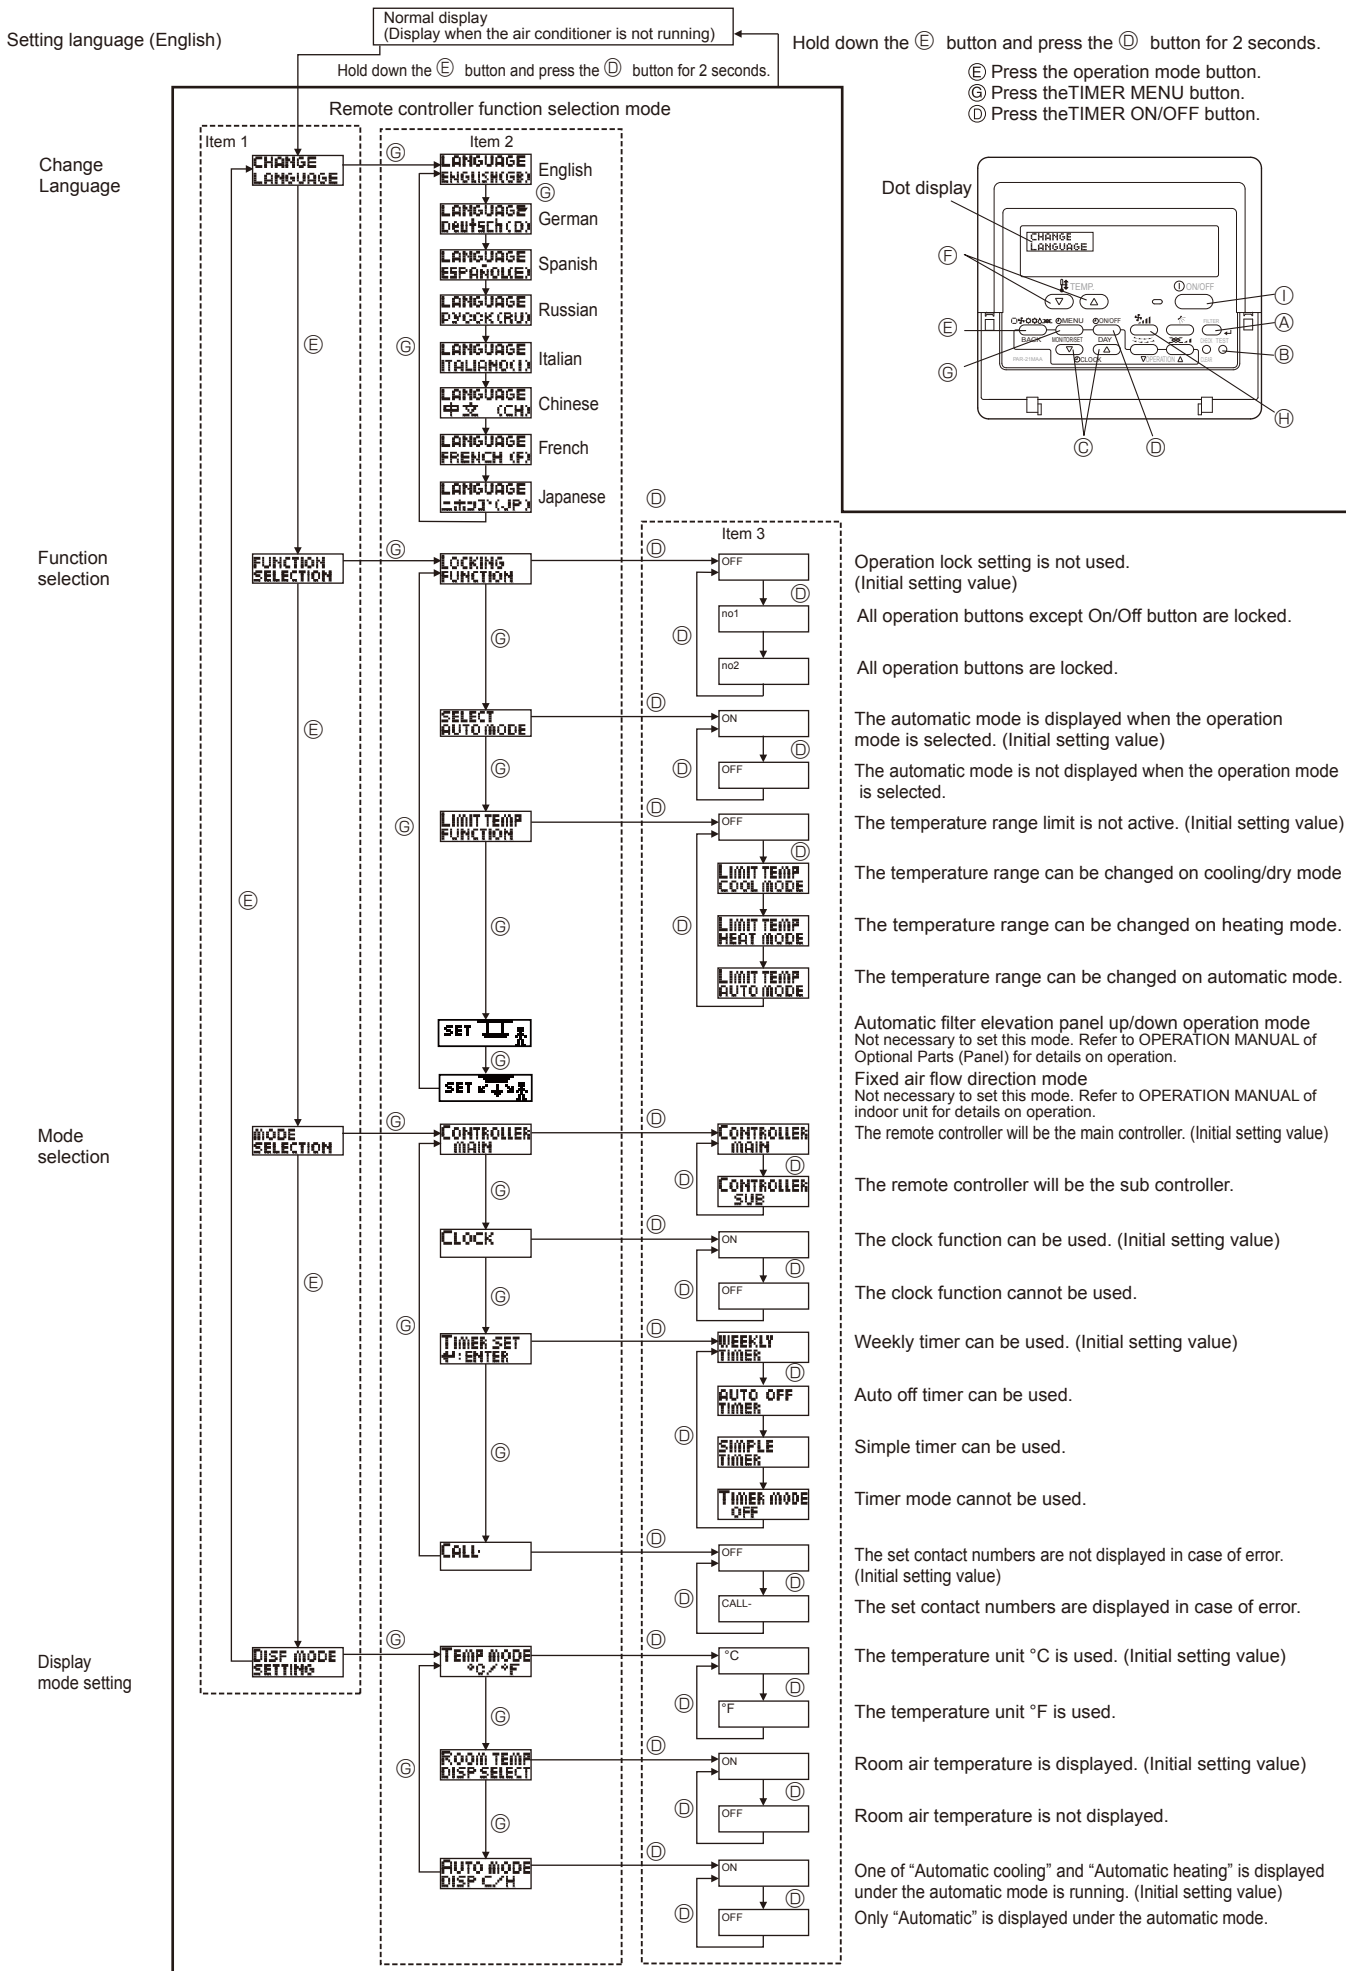 Setting language (English)
Normal display
(Display when the air conditioner is not running)
Hold down the Ⓔ button and press the Ⓓ button for 2 seconds.
Hold down the Ⓔ button and press the Ⓓ button for 2 seconds.
Ⓔ Press the operation mode button.
Ⓖ Press theTIMER MENU button.
Ⓓ Press theTIMER ON/OFF button.
Remote controller function selection mode
Item 1
Item 2
Change
Language
CHANGE
LANGUAGE
Ⓖ
LANGUAGE
ENGLISH(GB)
English
Ⓖ
LANGUAGE
Deutsch(D)
German
LANGUAGE
ESPAÑOL(E)
Spanish
LANGUAGE
РУССК(RU)
Russian
Ⓔ
Ⓖ
LANGUAGE
ITALIANO(I)
Italian
LANGUAGE
中文 (CH)
Chinese
LANGUAGE
FRENCH (F)
French
LANGUAGE
ニホンゴ(JP)
Japanese
Dot display
CHANGE
LANGUAGE
Ⓕ
TEMP.
ON/OFF
Ⓘ
Ⓔ
MENU
ON/OFF
FILTER
Ⓐ
BACK
MONITOR/SET
DAY
CHECK TEST
Ⓑ
PAR-21MAA
CLOCK
OPERATION
CLEAR
Ⓖ
Ⓗ
Ⓒ
Ⓓ
Ⓓ
Item 3
Function
selection
FUNCTION
SELECTION
Ⓖ
LOCKING
FUNCTION
Ⓓ
OFF
Operation lock setting is not used.
(Initial setting value)
Ⓓ
no1
All operation buttons except On/Off button are locked.
Ⓖ
Ⓓ
no2
All operation buttons are locked.
Ⓔ
SELECT
AUTO MODE
Ⓓ
ON
The automatic mode is displayed when the operation
mode is selected. (Initial setting value)
Ⓓ
Ⓖ
Ⓓ
OFF
The automatic mode is not displayed when the operation mode
is selected.
Ⓖ
LIMIT TEMP
FUNCTION
Ⓓ
OFF
The temperature range limit is not active. (Initial setting value)
Ⓓ
LIMIT TEMP
COOL MODE
The temperature range can be changed on cooling/dry mode
Ⓔ
Ⓖ
Ⓓ
LIMIT TEMP
HEAT MODE
The temperature range can be changed on heating mode.
LIMIT TEMP
AUTO MODE
The temperature range can be changed on automatic mode.
SET
Automatic filter elevation panel up/down operation mode
Not necessary to set this mode. Refer to OPERATION MANUAL of
Optional Parts (Panel) for details on operation.
Ⓖ
SET
Fixed air flow direction mode
Not necessary to set this mode. Refer to OPERATION MANUAL of
indoor unit for details on operation.
Mode
selection
MODE
SELECTION
Ⓖ
CONTROLLER
MAIN
Ⓓ
CONTROLLER
MAIN
The remote controller will be the main controller. (Initial setting value)
Ⓓ
Ⓖ
Ⓓ
CONTROLLER
SUB
The remote controller will be the sub controller.
CLOCK
Ⓓ
ON
The clock function can be used. (Initial setting value)
Ⓓ
Ⓔ
Ⓖ
Ⓓ
OFF
The clock function cannot be used.
Ⓖ
TIMER SET
↵:ENTER
Ⓓ
WEEKLY
TIMER
Weekly timer can be used. (Initial setting value)
Ⓓ
AUTO OFF
TIMER
Auto off timer can be used.
Ⓖ
Ⓓ
SIMPLE
TIMER
Simple timer can be used.
TIMER MODE
OFF
Timer mode cannot be used.
CALL-
Ⓓ
OFF
The set contact numbers are not displayed in case of error.
(Initial setting value)
Ⓓ
Ⓓ
CALL-
The set contact numbers are displayed in case of error.
Display
mode setting
DISP MODE
SETTING
Ⓖ
TEMP MODE
°C/°F
Ⓓ
°C
The temperature unit °C is used. (Initial setting value)
Ⓓ
Ⓖ
Ⓓ
°F
The temperature unit °F is used.
Ⓖ
ROOM TEMP
DISP SELECT
Ⓓ
ON
Room air temperature is displayed. (Initial setting value)
Ⓓ
Ⓖ
Ⓓ
OFF
Room air temperature is not displayed.
AUTO MODE
DISP C/H
Ⓓ
ON
One of “Automatic cooling” and “Automatic heating” is displayed
under the automatic mode is running. (Initial setting value)
Ⓓ
Ⓓ
OFF
Only “Automatic” is displayed under the automatic mode.